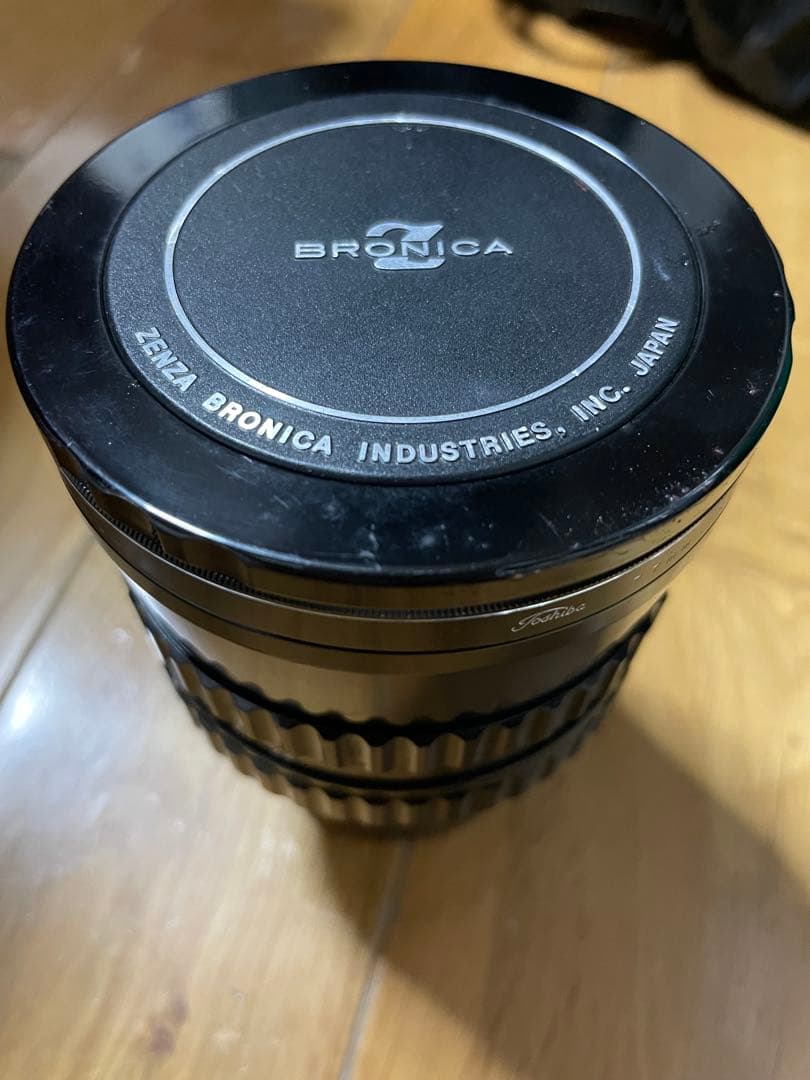 BRONICA
Z
ZENZA BRONICA INDUSTRIES, INC. JAPAN
Toshiba